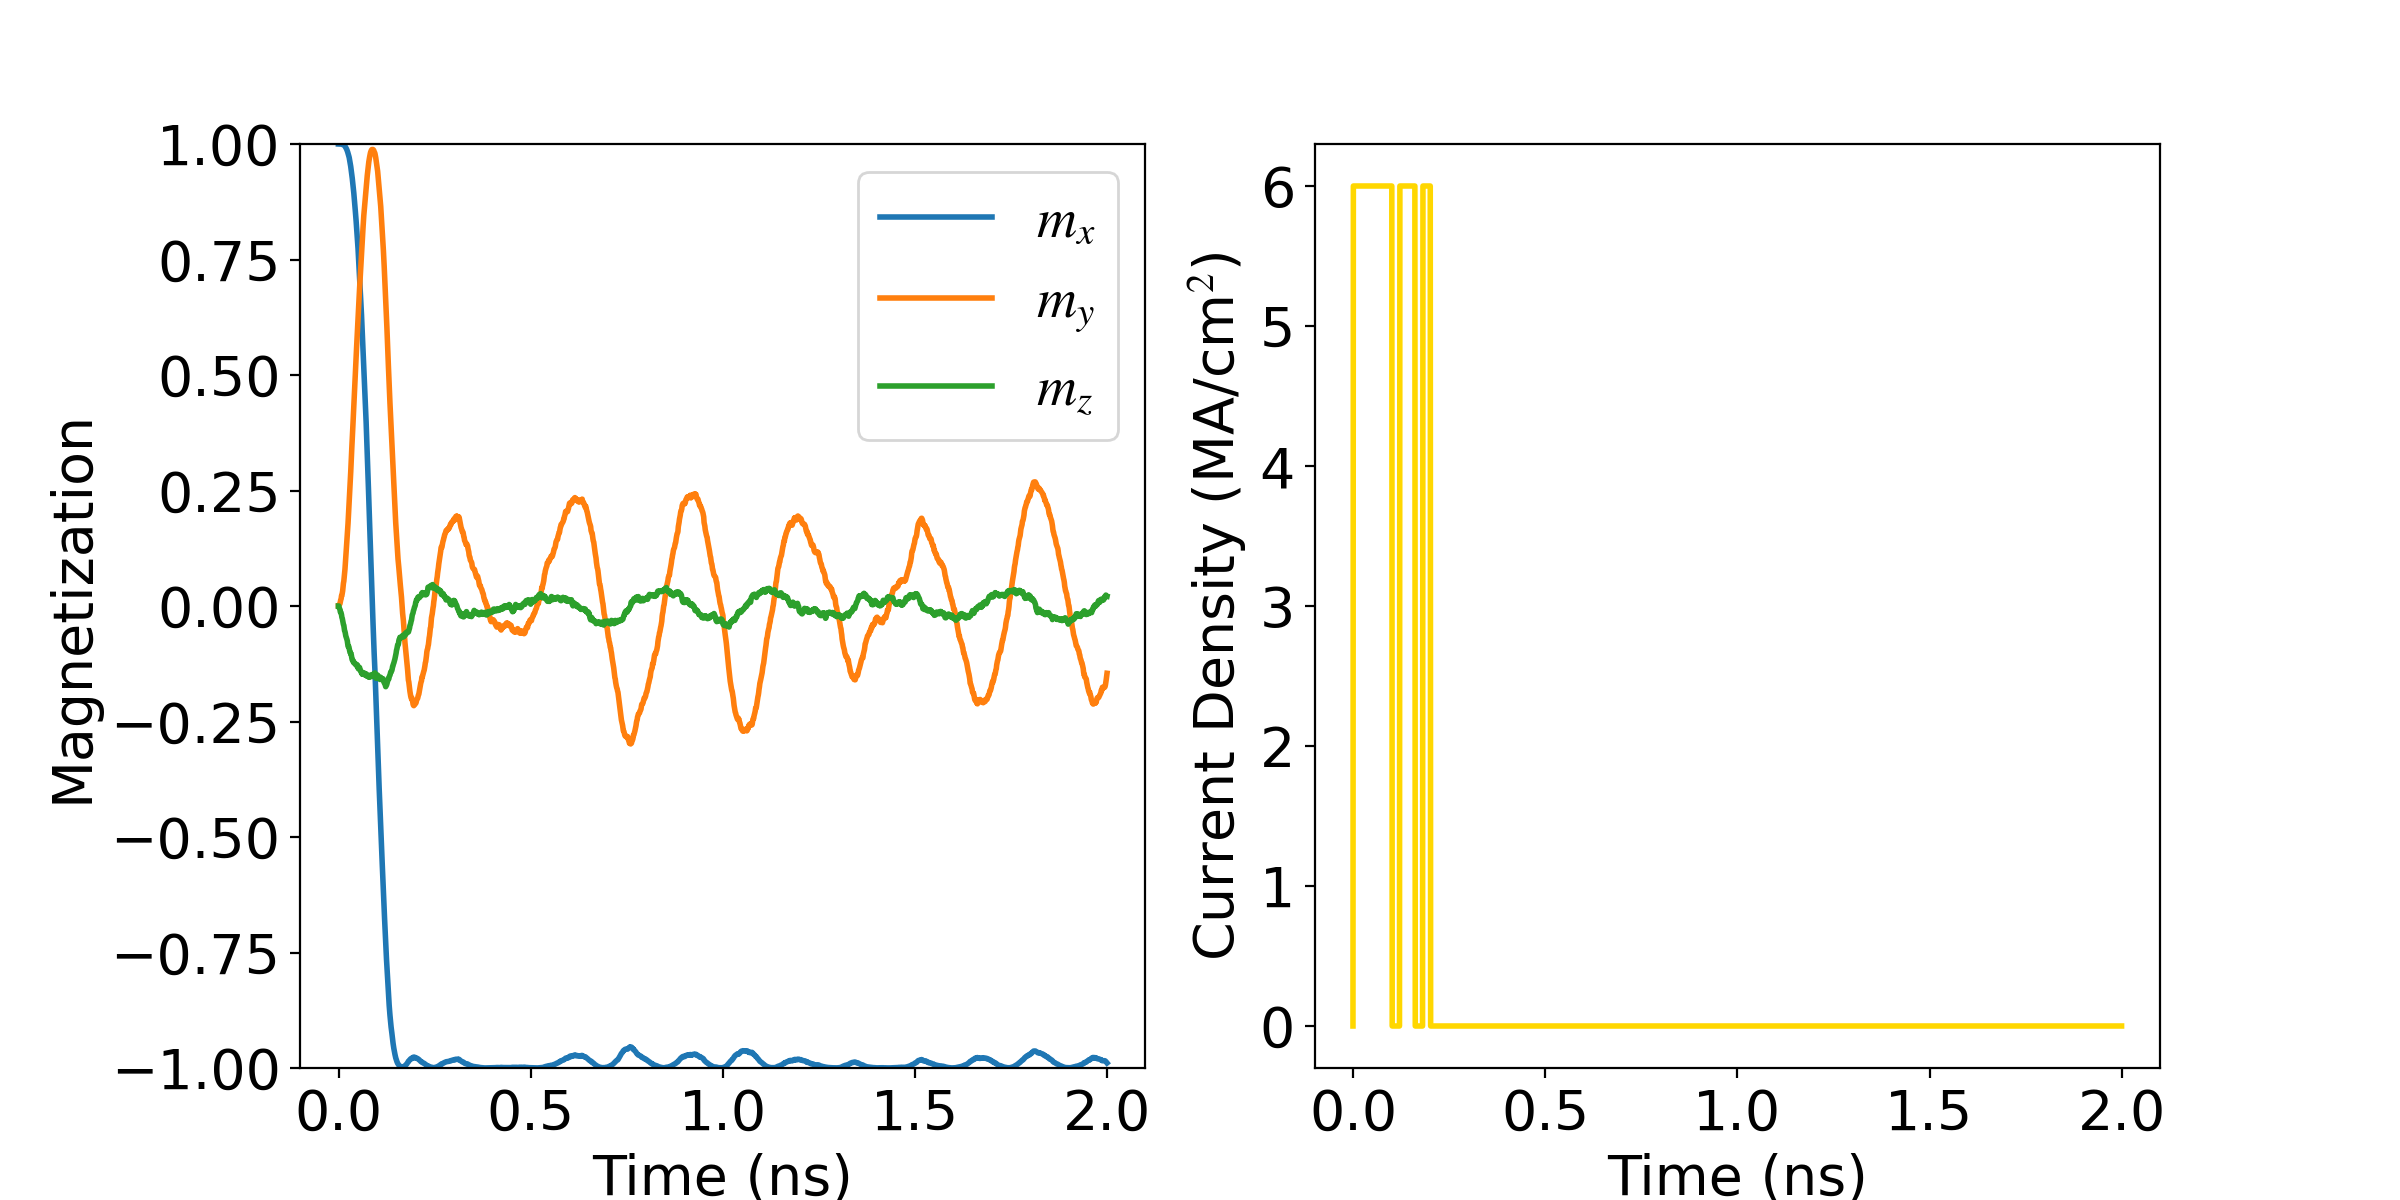 Magnetization
1.00
0.75
0.50
0.25
0.00
−0.25
−0.50
−0.75
−1.00
0.0 0.5 1.0 1.5 2.0
Time (ns)
m_x
m_y
m_z
Current Density (MA/cm²)
6
5
4
3
2
1
0
0.0 0.5 1.0 1.5 2.0
Time (ns)